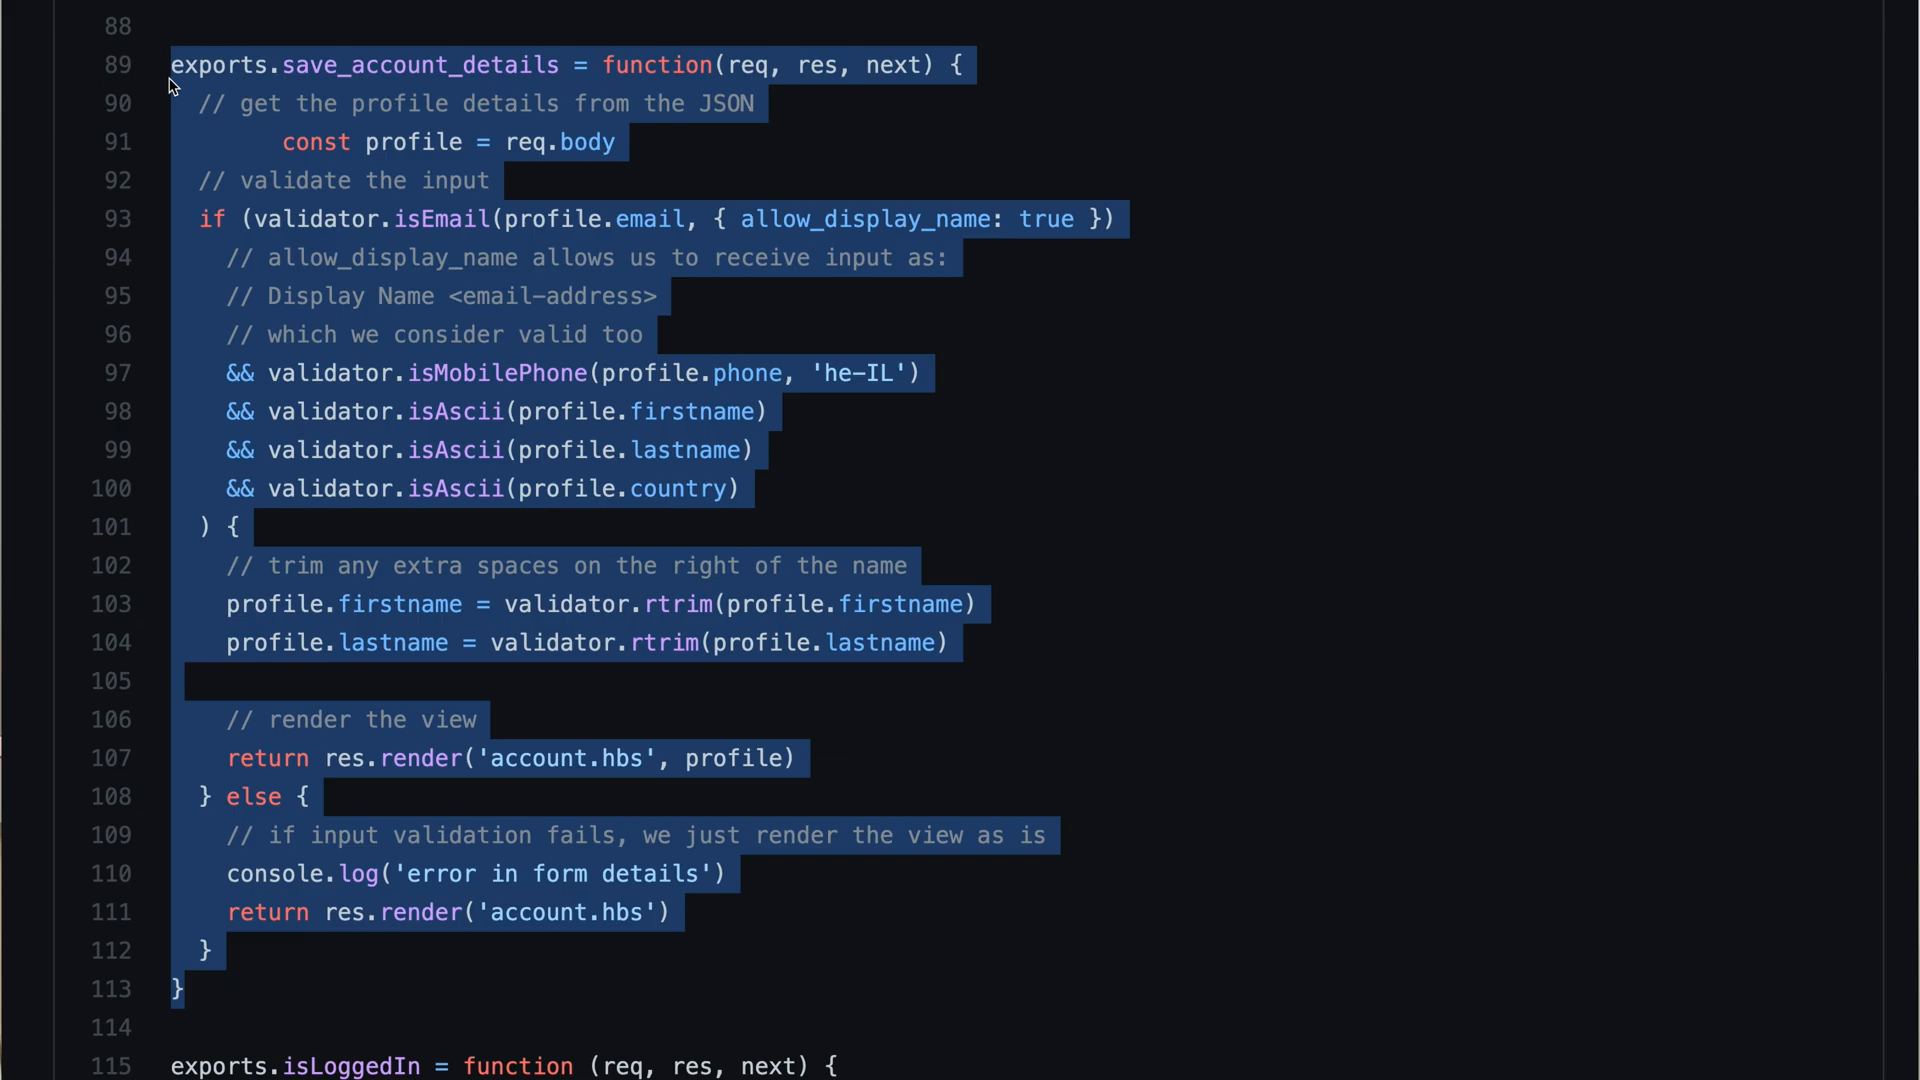 88
89 exports.save_account_details = function(req, res, next) {
90   // get the profile details from the JSON
91         const profile = req.body
92   // validate the input
93   if (validator.isEmail(profile.email, { allow_display_name: true })
94     // allow_display_name allows us to receive input as:
95     // Display Name <email-address>
96     // which we consider valid too
97     && validator.isMobilePhone(profile.phone, 'he-IL')
98     && validator.isAscii(profile.firstname)
99     && validator.isAscii(profile.lastname)
100     && validator.isAscii(profile.country)
101   ) {
102     // trim any extra spaces on the right of the name
103     profile.firstname = validator.rtrim(profile.firstname)
104     profile.lastname = validator.rtrim(profile.lastname)
105
106     // render the view
107     return res.render('account.hbs', profile)
108   } else {
109     // if input validation fails, we just render the view as is
110     console.log('error in form details')
111     return res.render('account.hbs')
112   }
113 }
114
115 exports.isLoggedIn = function (req, res, next) {